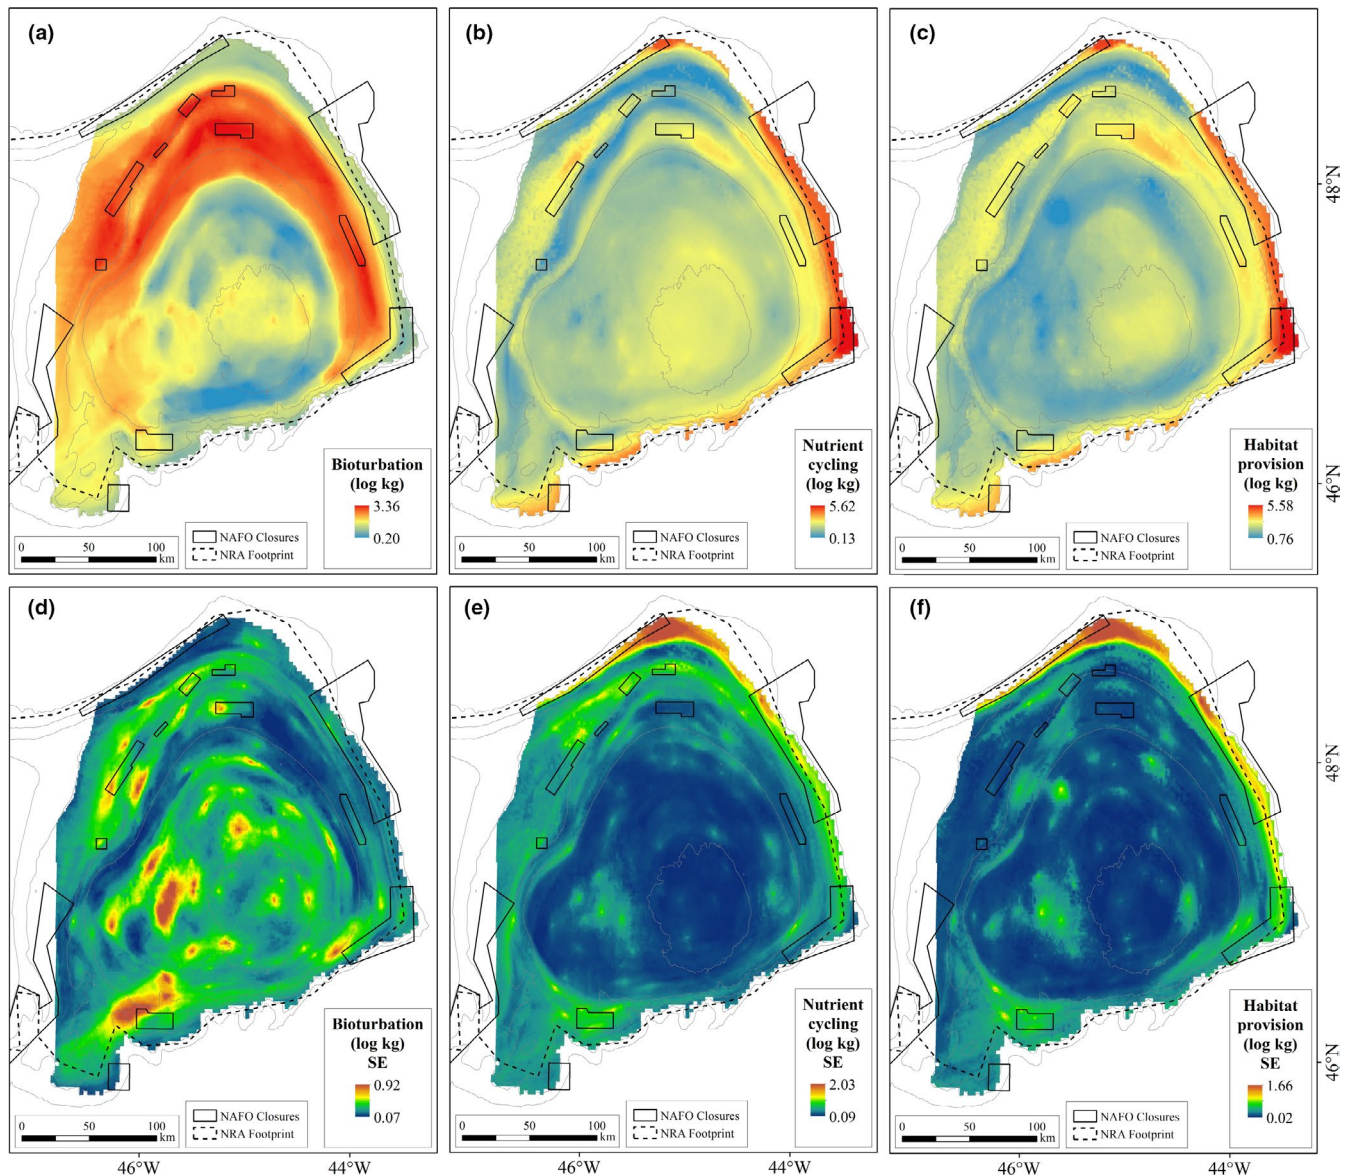 (a)
Bioturbation
(log kg)
3.36
0.20
NAFO Closures
NRA Footprint
0 50 100
km
(b)
Nutrient
cycling
(log kg)
5.62
0.13
NAFO Closures
NRA Footprint
0 50 100
km
(c)
Habitat
provision
(log kg)
5.58
0.76
NAFO Closures
NRA Footprint
0 50 100
km
48°N
46°N
(d)
Bioturbation
(log kg)
SE
0.92
0.07
NAFO Closures
NRA Footprint
0 50 100
km
46°W 44°W
(e)
Nutrient
cycling
(log kg)
SE
2.03
0.09
NAFO Closures
NRA Footprint
0 50 100
km
46°W 44°W
(f)
Habitat
provision
(log kg)
SE
1.66
0.02
NAFO Closures
NRA Footprint
0 50 100
km
48°N
46°N
46°W 44°W